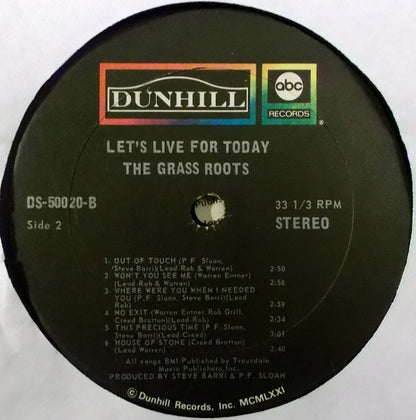 DUNHILL
abc
RECORDS
®
LET'S LIVE FOR TODAY
THE GRASS ROOTS
DS-50020-B
Side 2
33 1/3 RPM
STEREO
1. OUT OF TOUCH (P.F. Sloan,
Steve Barri)(Lead-Rob & Warren) 2:50
2. WON'T YOU SEE ME (Warren Entner)
(Lead-Rob & Warren) 2:56
3. WHERE WERE YOU WHEN I NEEDED
YOU (P.F. Sloan, Steve Barri)(Lead
Rob) 2:59
4. NO EXIT (Warren Entner, Rob Grill,
Creed Bratton)(Lead-Rob) 2:34
5. THIS PRECIOUS TIME (P.F. Sloan,
Steve Barri)(Lead Creed) 3:01
6. HOUSE OF STONE (Creed Bratton)
(Lead Warren) 2:40
All songs BMI-Published by Trousdale
Music Publishers, Inc.
PRODUCED BY STEVE BARRI & P.F. SLOAN
© Dunhill Records, Inc. MCMLXXI